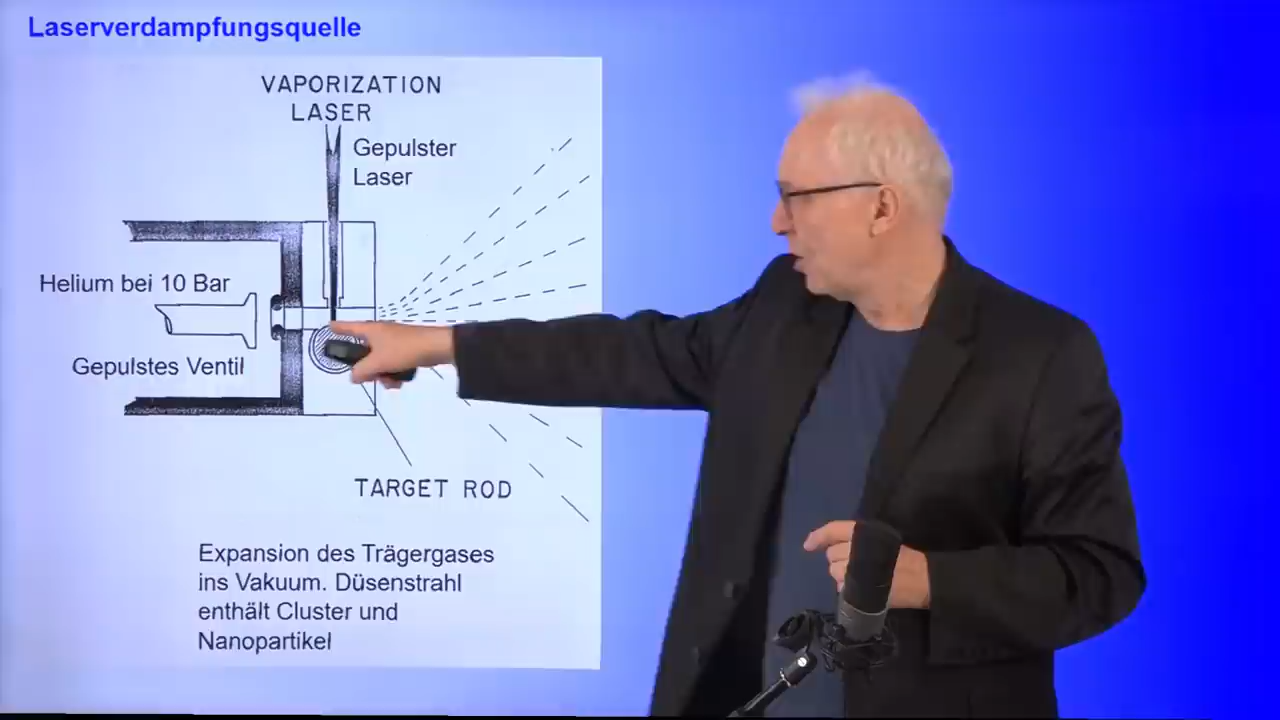 Laserverdampfungsquelle
VAPORIZATION
LASER
Gepulster
Laser
Helium bei 10 Bar
Gepulstes Ventil
TARGET ROD
Expansion des Trägergases
ins Vakuum. Düsenstrahl
enthält Cluster und
Nanopartikel